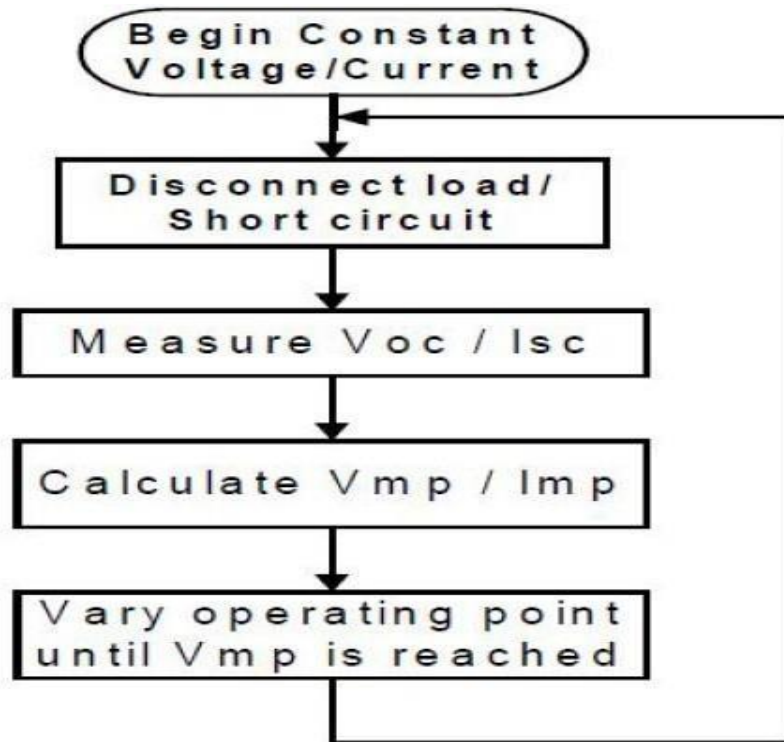 Begin Constant
Voltage/Current
Disconnect load/
Short circuit
Measure Voc / Isc
Calculate Vmp / Imp
Vary operating point
until Vmp is reached